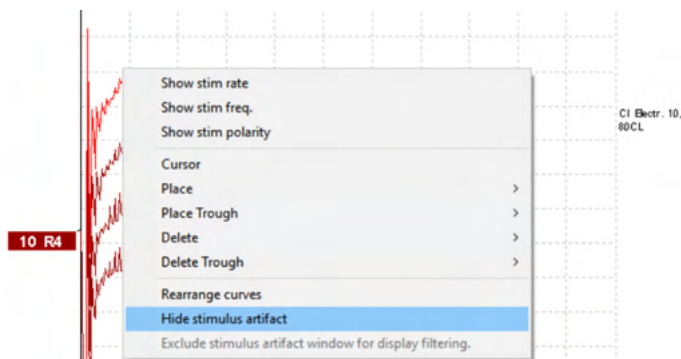 Show stim rate
Show stim freq.
Show stim polarity
Cursor
Place
Place Trough
Delete
Delete Trough
Rearrange curves
Hide stimulus artifact
Exclude stimulus artifact window for display filtering.
10 R4
CI Electr. 10,
80CL